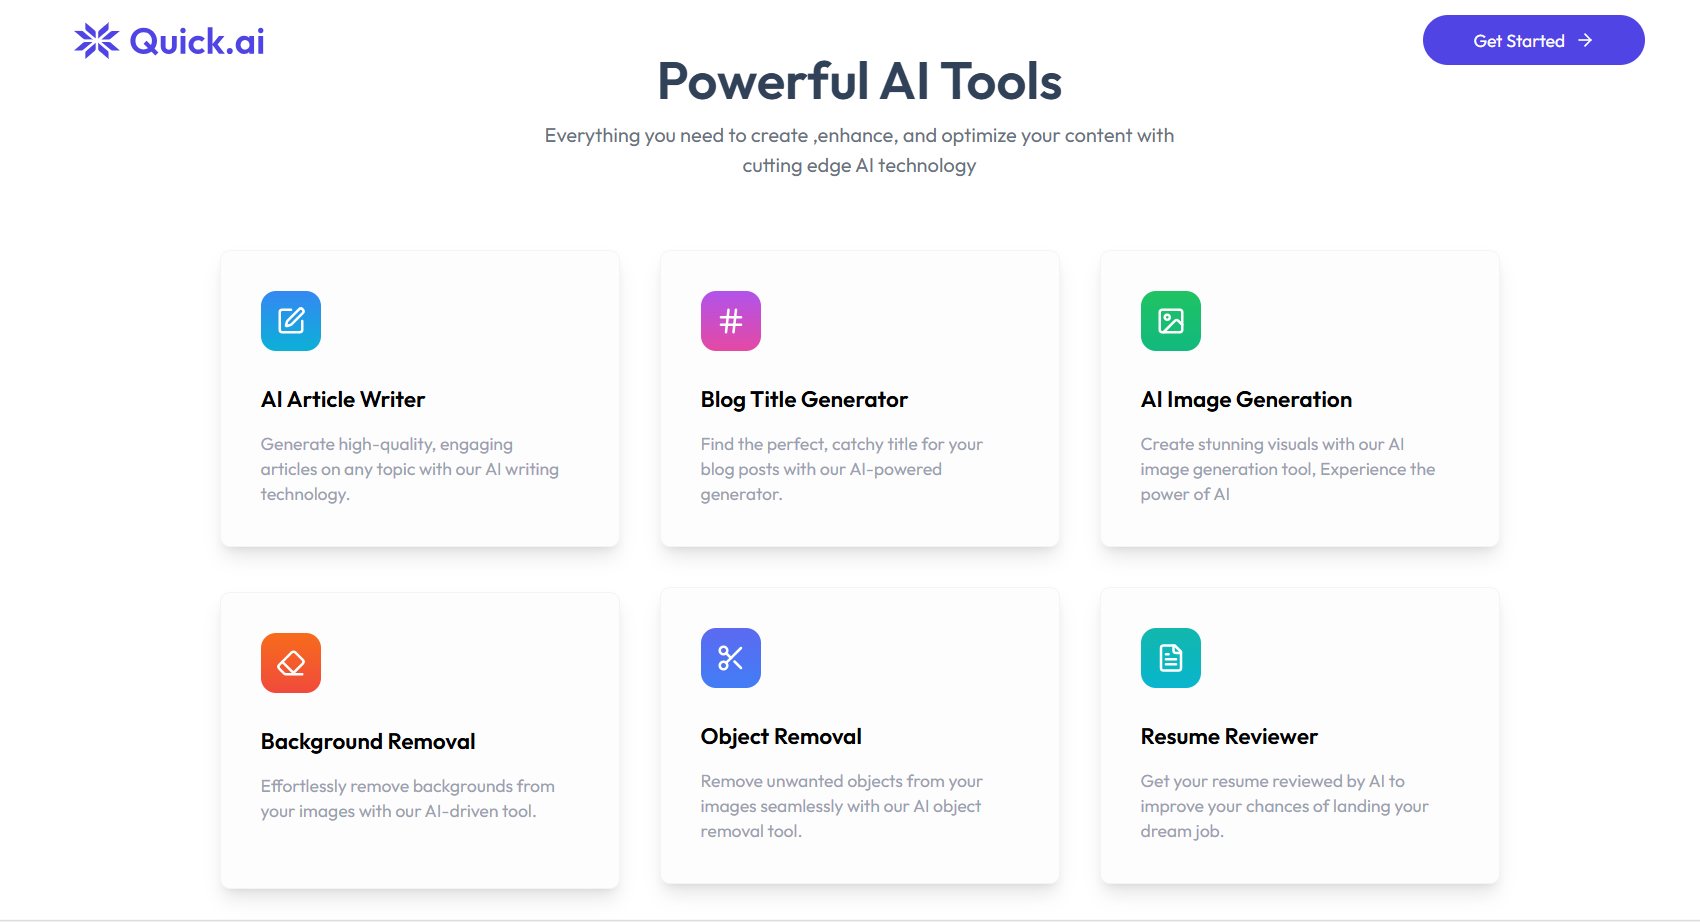 Quick.ai
Get Started
Powerful AI Tools
Everything you need to create ,enhance, and optimize your content with
cutting edge AI technology
AI Article Writer
Generate high-quality, engaging
articles on any topic with our AI writing
technology.
Blog Title Generator
Find the perfect, catchy title for your
blog posts with our AI-powered
generator.
AI Image Generation
Create stunning visuals with our AI
image generation tool, Experience the
power of AI
Background Removal
Effortlessly remove backgrounds from
your images with our AI-driven tool.
Object Removal
Remove unwanted objects from your
images seamlessly with our AI object
removal tool.
Resume Reviewer
Get your resume reviewed by AI to
improve your chances of landing your
dream job.